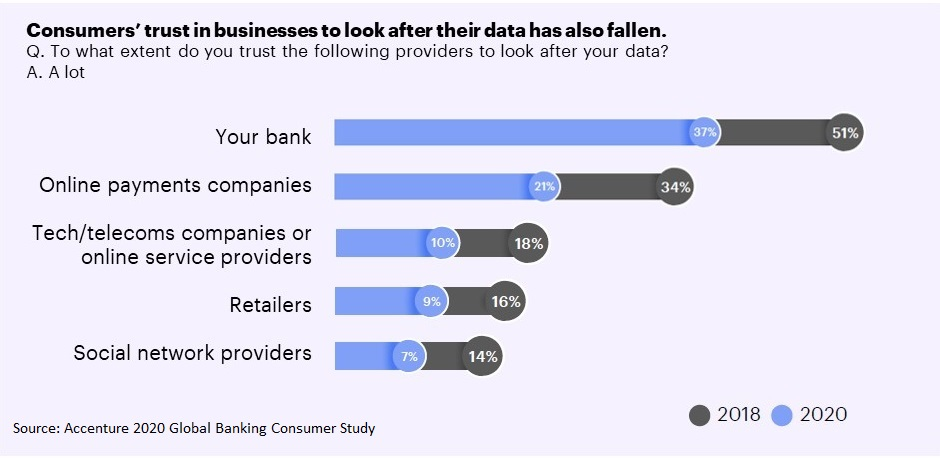 Consumers’ trust in businesses to look after their data has also fallen.
Q. To what extent do you trust the following providers to look after your data?
A. A lot
Your bank 37% 51%
Online payments companies 21% 34%
Tech/telecoms companies or
online service providers 10% 18%
Retailers 9% 16%
Social network providers 7% 14%
2018 2020
Source: Accenture 2020 Global Banking Consumer Study